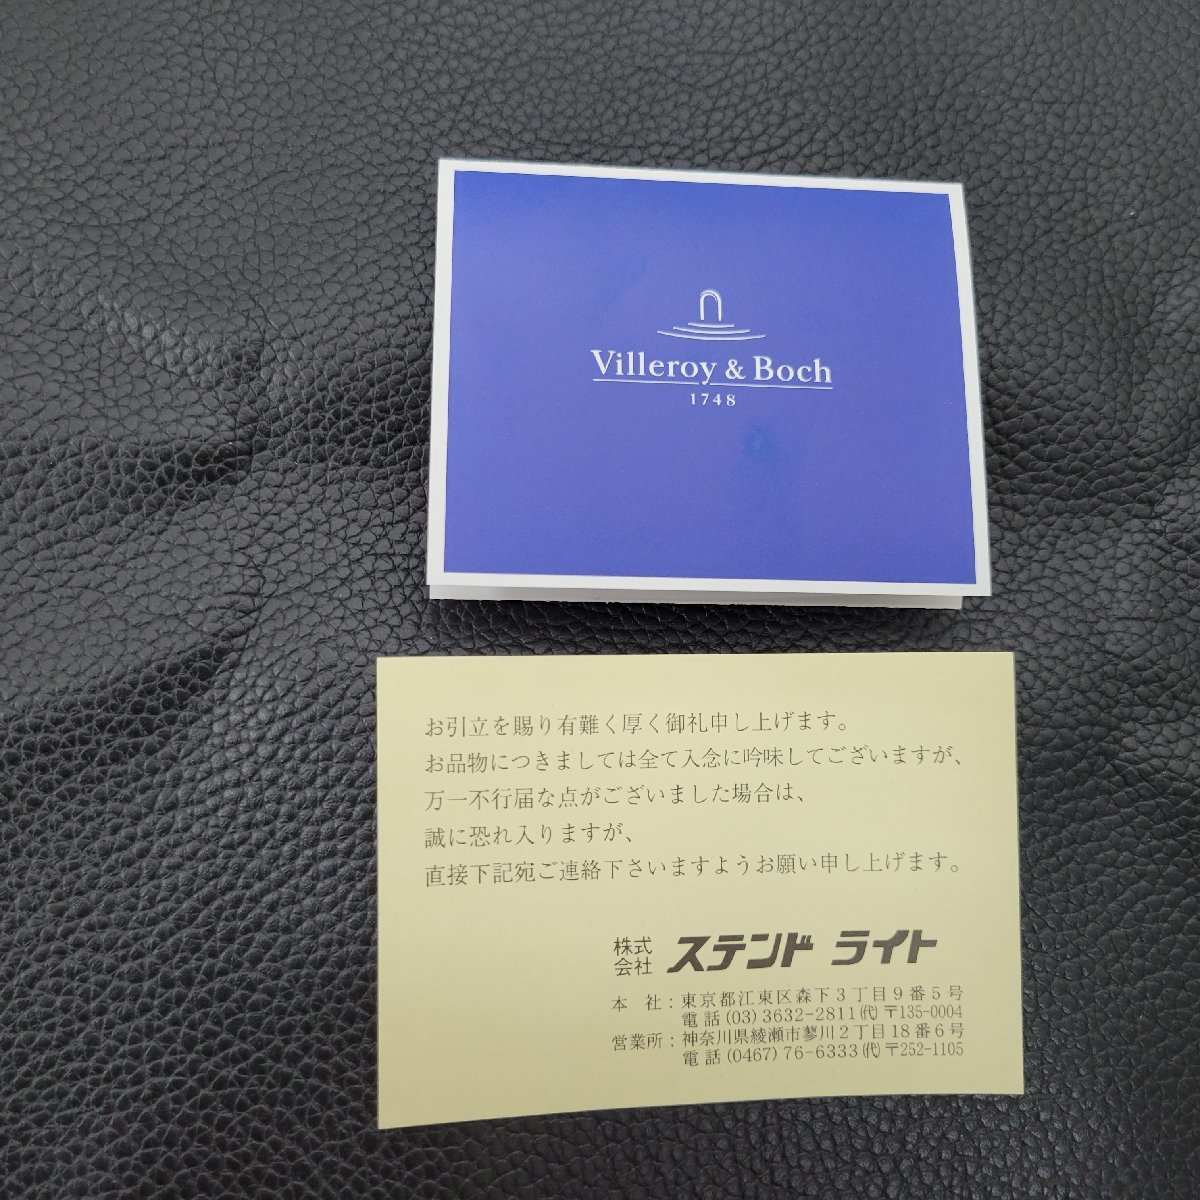 Villeroy & Boch
1748
お引立を賜り有難く厚く御礼申し上げます。
お品物につきましては全て入念に吟味してございますが、
万一不行届な点がございました場合は、
誠に恐れ入りますが、
直接下記宛ご連絡下さいますようお願い申し上げます。
株式会社 ステンド ライト
本 社：東京都江東区森下3丁目9番5号
電話(03)3632-2811㈹〒135-0004
営業所：神奈川県綾瀬市蓼川2丁目18番6号
電話(0467)76-6333㈹〒252-1105